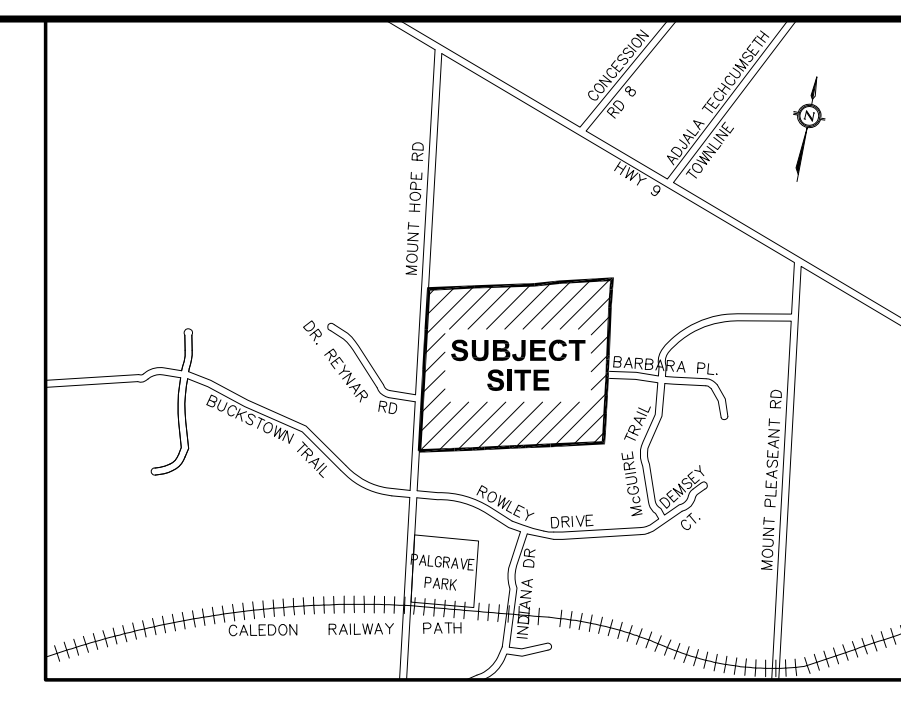 CONCESSION
RD 8
ADJALA TECHCUMSETH
TOWNLINE
N
HWY 9
MOUNT HOPE RD
DR. REYNAR RD
SUBJECT
SITE
BARBARA PL.
BUCKSTOWN TRAIL
McGUIRE TRAIL
MOUNT PLEASEANT RD
ROWLEY DRIVE
DEMSEY
CT.
PALGRAVE
PARK
INDIANA DR
CALEDON RAILWAY PATH